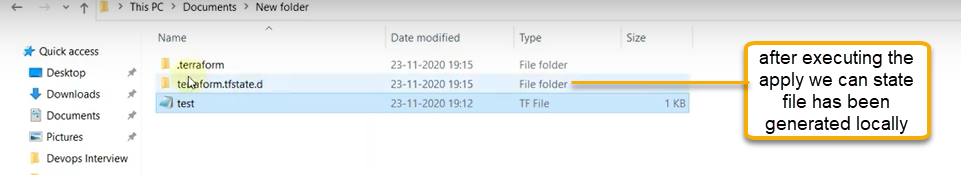 This PC > Documents > New folder
Name
Date modified
Type
Size
Quick access
.terraform
23-11-2020 19:15
File folder
Desktop
terraform.tfstate.d
23-11-2020 19:15
File folder
Downloads
test
23-11-2020 19:12
TF File
1 KB
Documents
Pictures
Devops Interview
after executing the
apply we can state
file has been
generated locally